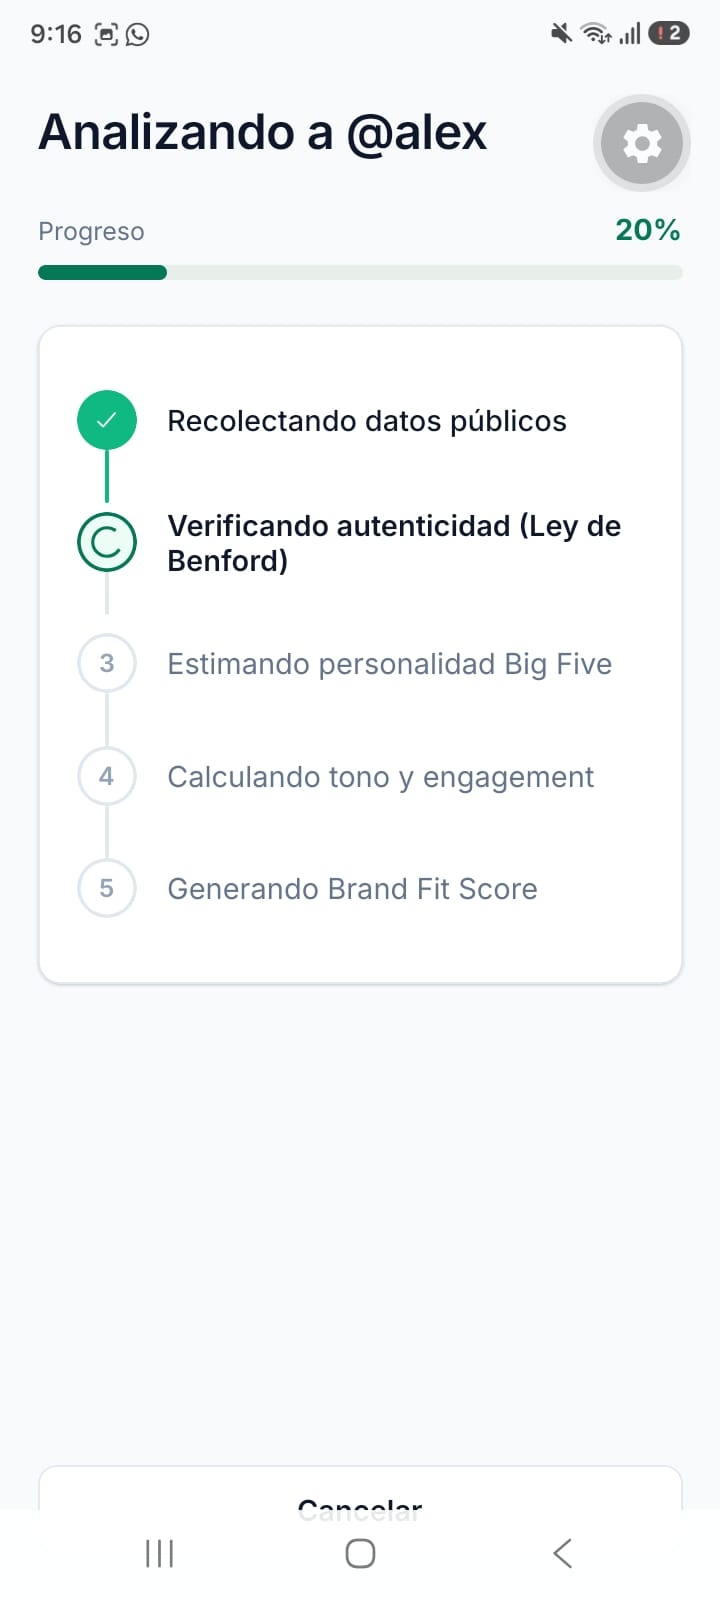 9:16
2
Analizando a @alex
Progreso
20%
Recolectando datos públicos
Verificando autenticidad (Ley de
Benford)
3
Estimando personalidad Big Five
4
Calculando tono y engagement
5
Generando Brand Fit Score
Cancelar